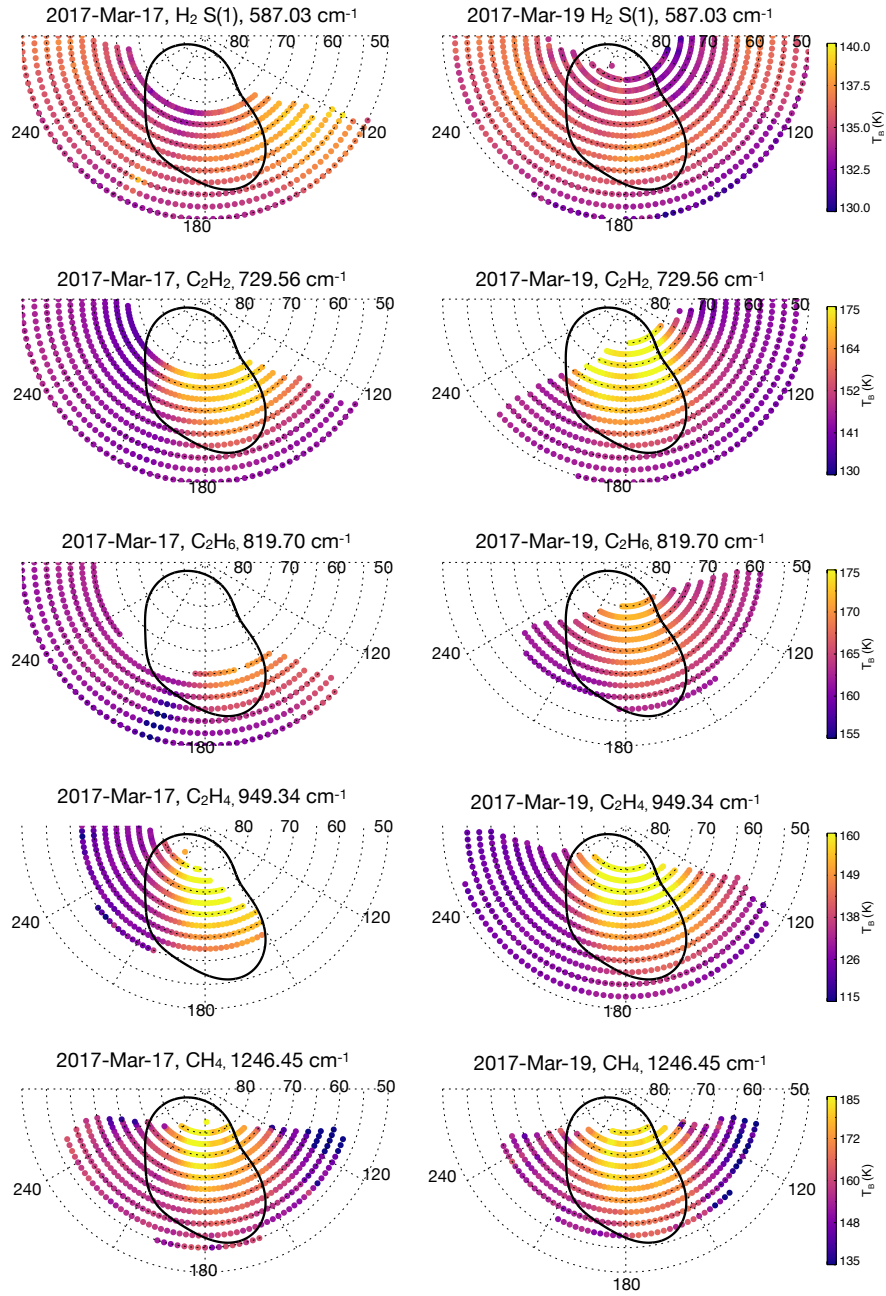 2017-Mar-17, H₂ S(1), 587.03 cm⁻¹
80 70 60 50
240
120
180
2017-Mar-19 H₂ S(1), 587.03 cm⁻¹
80 70 60 50
240
120
180
140.0
137.5
135.0
132.5
130.0
T_B (K)
2017-Mar-17, C₂H₂, 729.56 cm⁻¹
80 70 60 50
240
120
180
2017-Mar-19, C₂H₂, 729.56 cm⁻¹
80 70 60 50
240
120
180
175
164
152
141
130
T_B (K)
2017-Mar-17, C₂H₆, 819.70 cm⁻¹
80 70 60 50
240
120
180
2017-Mar-19, C₂H₆, 819.70 cm⁻¹
80 70 60 50
240
120
180
175
170
165
160
155
T_B (K)
2017-Mar-17, C₂H₄, 949.34 cm⁻¹
80 70 60 50
240
120
180
2017-Mar-19, C₂H₄, 949.34 cm⁻¹
80 70 60 50
240
120
180
160
149
138
126
115
T_B (K)
2017-Mar-17, CH₄, 1246.45 cm⁻¹
80 70 60 50
240
120
180
2017-Mar-19, CH₄, 1246.45 cm⁻¹
80 70 60 50
240
120
180
185
172
160
148
135
T_B (K)